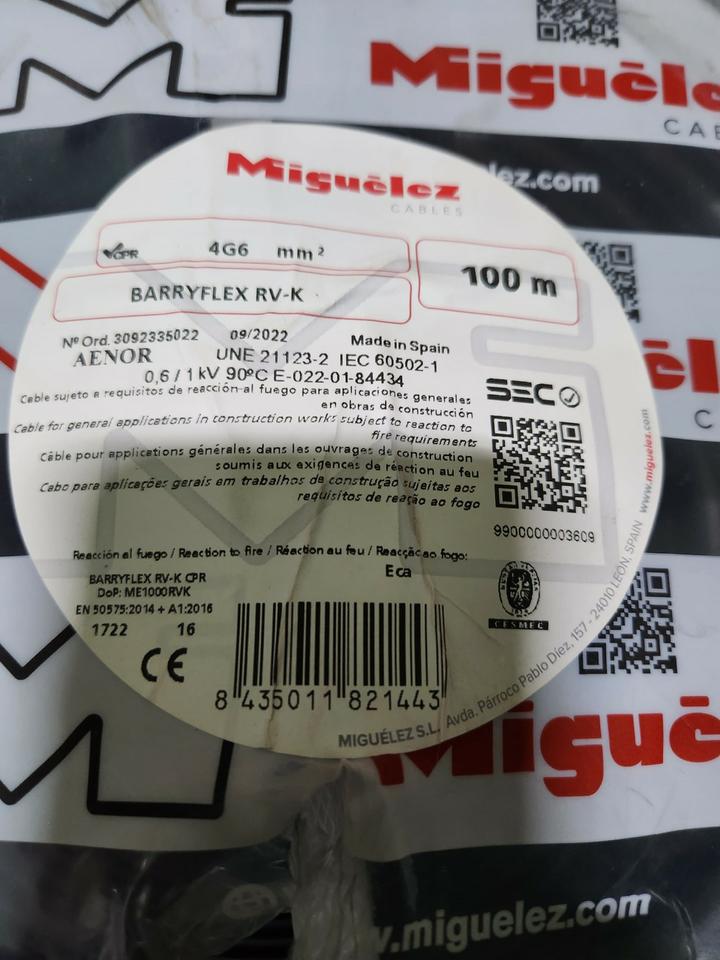 Miguēl
CAB
ez.com
Miguēlez
CABLES
CPR 4G6 mm²
100 m
BARRYFLEX RV-K
Nº Ord. 3092335022 09/2022 Made in Spain
AENOR UNE 21123-2 IEC 60502-1
0,6 / 1 kV 90ºC E-022-01-84434
Cable sujeto a requisitos de reacción al fuego para aplicaciones generales
en obras de construcción
Cable for general applications in construction works subject to reaction to
fire requirements
Câble pour applications générales dans les ouvrages de construction
soumis aux exigences de réaction au feu
Cabo para aplicações gerais em trabalhos de construção sujeitas aos
requisitos de reação ao fogo
SEC
9900000003609
Reacción al fuego / Reaction to fire / Réaction au feu / Reacção ao fogo:
Eca
BARRYFLEX RV-K CPR
DoP: ME1000RVK
EN 50575:2014 + A1:2016
1722 16
CE
CESMEC
8 435011 821443
MIGUÉLEZ S.L. Avda. Párroco Pablo Díez, 157 - 24010 LEÓN, SPAIN www.miguelez.com
Miguē
.miguelez.com